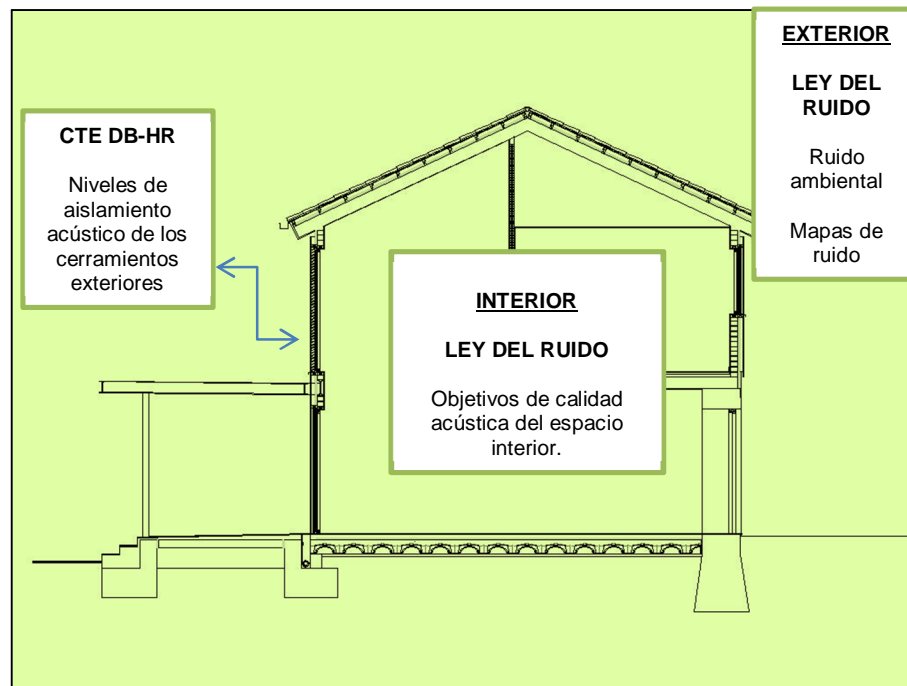 EXTERIOR
LEY DEL
RUIDO
Ruido
ambiental
Mapas de
ruido
CTE DB-HR
Niveles de
aislamiento
acústico de los
cerramientos
exteriores
INTERIOR
LEY DEL RUIDO
Objetivos de calidad
acústica del espacio
interior.